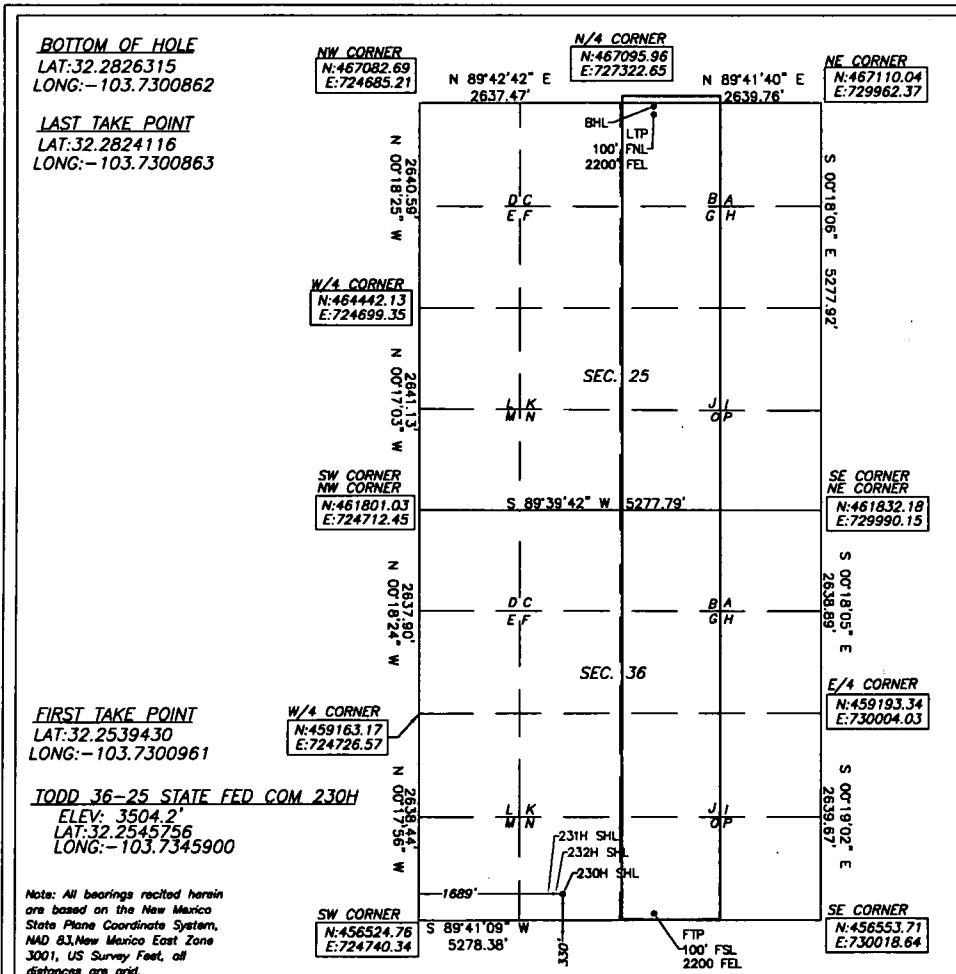 BOTTOM OF HOLE
LAT:32.2826315
LONG:-103.7300862
LAST TAKE POINT
LAT:32.2824116
LONG:-103.7300863
NW CORNER
N:467082.69
E:724685.21
N 89°42'42" E
2637.47'
N/4 CORNER
N:467095.96
E:727322.65
N 89°41'40" E
2639.76'
NE CORNER
N:467110.04
E:729962.37
BHL
LTP
100' FNL
2200' FEL
N 00°18'25" W
2640.59'
S 00°18'06" E 5277.92'
D C
E F
B A
G H
W/4 CORNER
N:464442.13
E:724699.35
SEC. 25
N 00°17'03" W
2641.13'
L K
M N
J I
O P
SW CORNER
NW CORNER
N:461801.03
E:724712.45
S 89°39'42" W 5277.79'
SE CORNER
NE CORNER
N:461832.18
E:729990.15
N 00°18'24" W
2637.90'
S 00°18'05" E
2638.89'
D C
E F
B A
G H
SEC. 36
FIRST TAKE POINT
LAT:32.2539430
LONG:-103.7300961
W/4 CORNER
N:459163.17
E:724726.57
E/4 CORNER
N:459193.34
E:730004.03
TODD 36-25 STATE FED COM 230H
ELEV: 3504.2'
LAT:32.2545756
LONG:-103.7345900
N 00°17'56" W
2638.44'
S 00°19'02" E
2639.67'
L K
M N
J I
O P
231H SHL
232H SHL
230H SHL
1689'
330'
Note: All bearings recited herein
are based on the New Mexico
State Plane Coordinate System,
NAD 83,New Mexico East Zone
3001, US Survey Feet, all
distances are grid.
SW CORNER
N:456524.76
E:724740.34
S 89°41'09" W
5278.38'
FTP
100' FSL
2200 FEL
SE CORNER
N:456553.71
E:730018.64